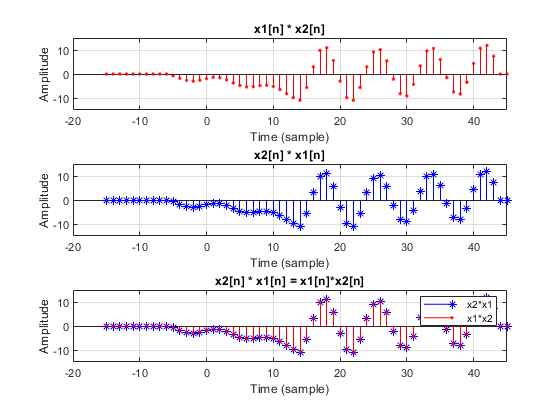 x1[n] * x2[n]
10
0
-10
Amplitude
-20 -10 0 10 20 30 40
Time (sample)
x2[n] * x1[n]
10
0
-10
Amplitude
-20 -10 0 10 20 30 40
Time (sample)
x2[n] * x1[n] = x1[n]*x2[n]
10
0
-10
Amplitude
x2*x1
x1*x2
-20 -10 0 10 20 30 40
Time (sample)